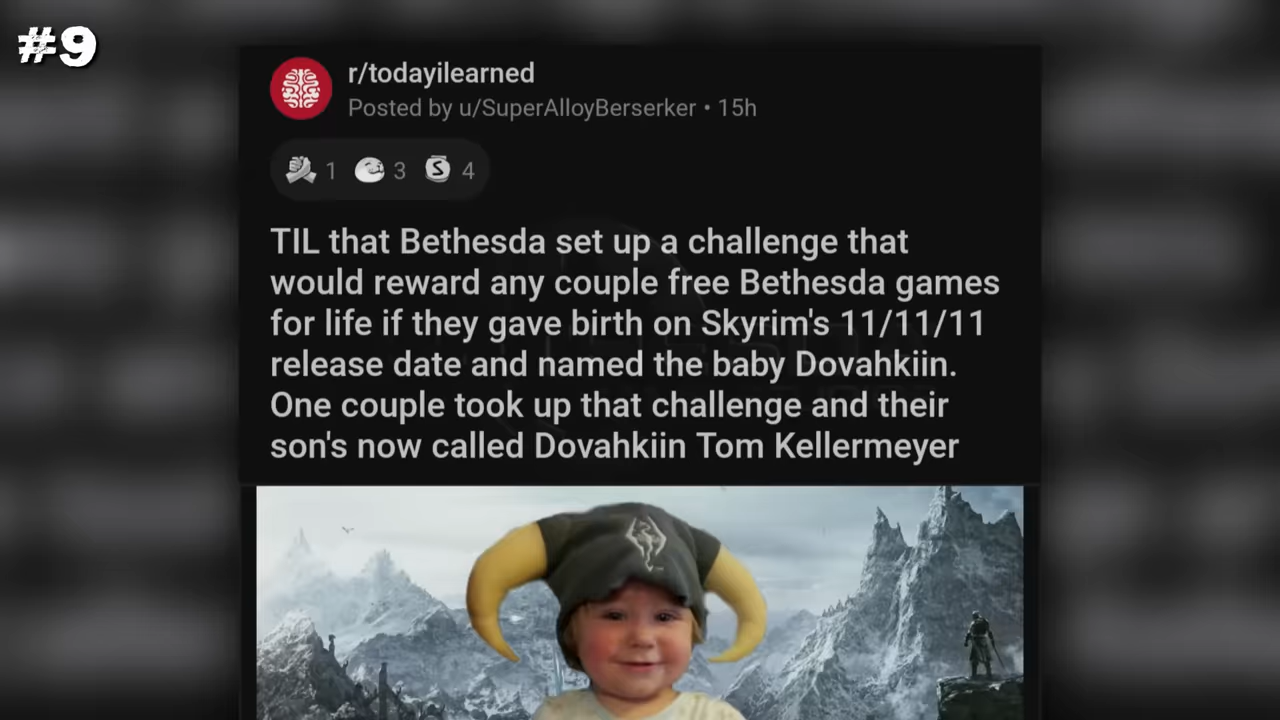 #9
r/todayilearned
Posted by u/SuperAlloyBerserker • 15h
1 3 S 4
TIL that Bethesda set up a challenge that
would reward any couple free Bethesda games
for life if they gave birth on Skyrim's 11/11/11
release date and named the baby Dovahkiin.
One couple took up that challenge and their
son's now called Dovahkiin Tom Kellermeyer